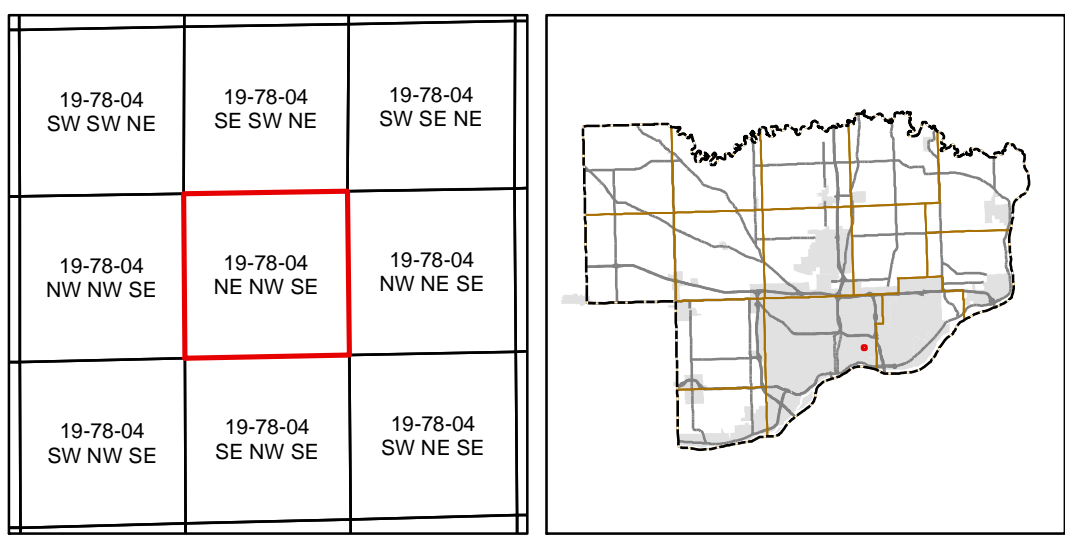 19-78-04
SW SW NE
19-78-04
SE SW NE
19-78-04
SW SE NE
19-78-04
NW NW SE
19-78-04
NE NW SE
19-78-04
NW NE SE
19-78-04
SW NW SE
19-78-04
SE NW SE
19-78-04
SW NE SE